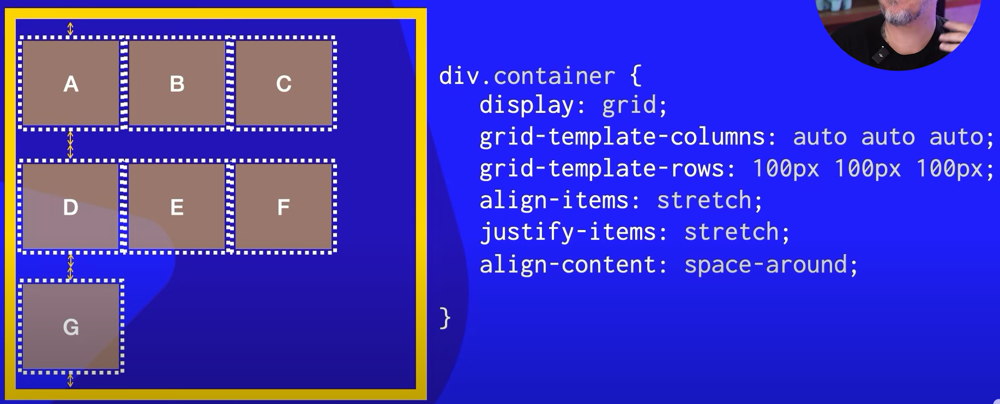 A B C
D E F
G
div.container {
display: grid;
grid-template-columns: auto auto auto;
grid-template-rows: 100px 100px 100px;
align-items: stretch;
justify-items: stretch;
align-content: space-around;
}